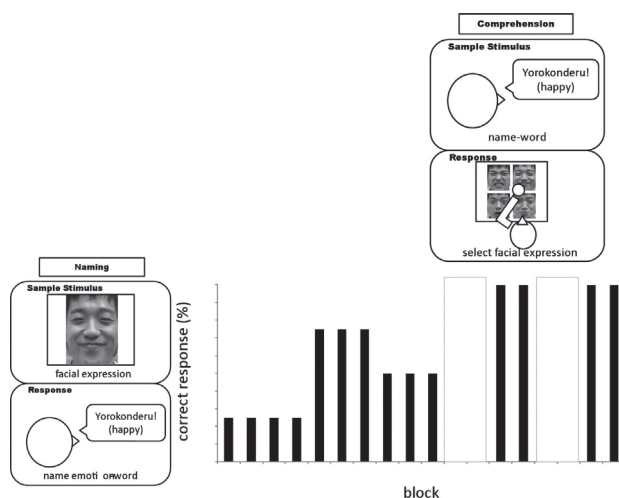 Comprehension
Sample Stimulus
Yorokonderu!
(happy)
name-word
Response
select facial expression
Naming
Sample Stimulus
facial expression
Response
Yorokonderu!
(happy)
name emoti onword
correct response (%)
block